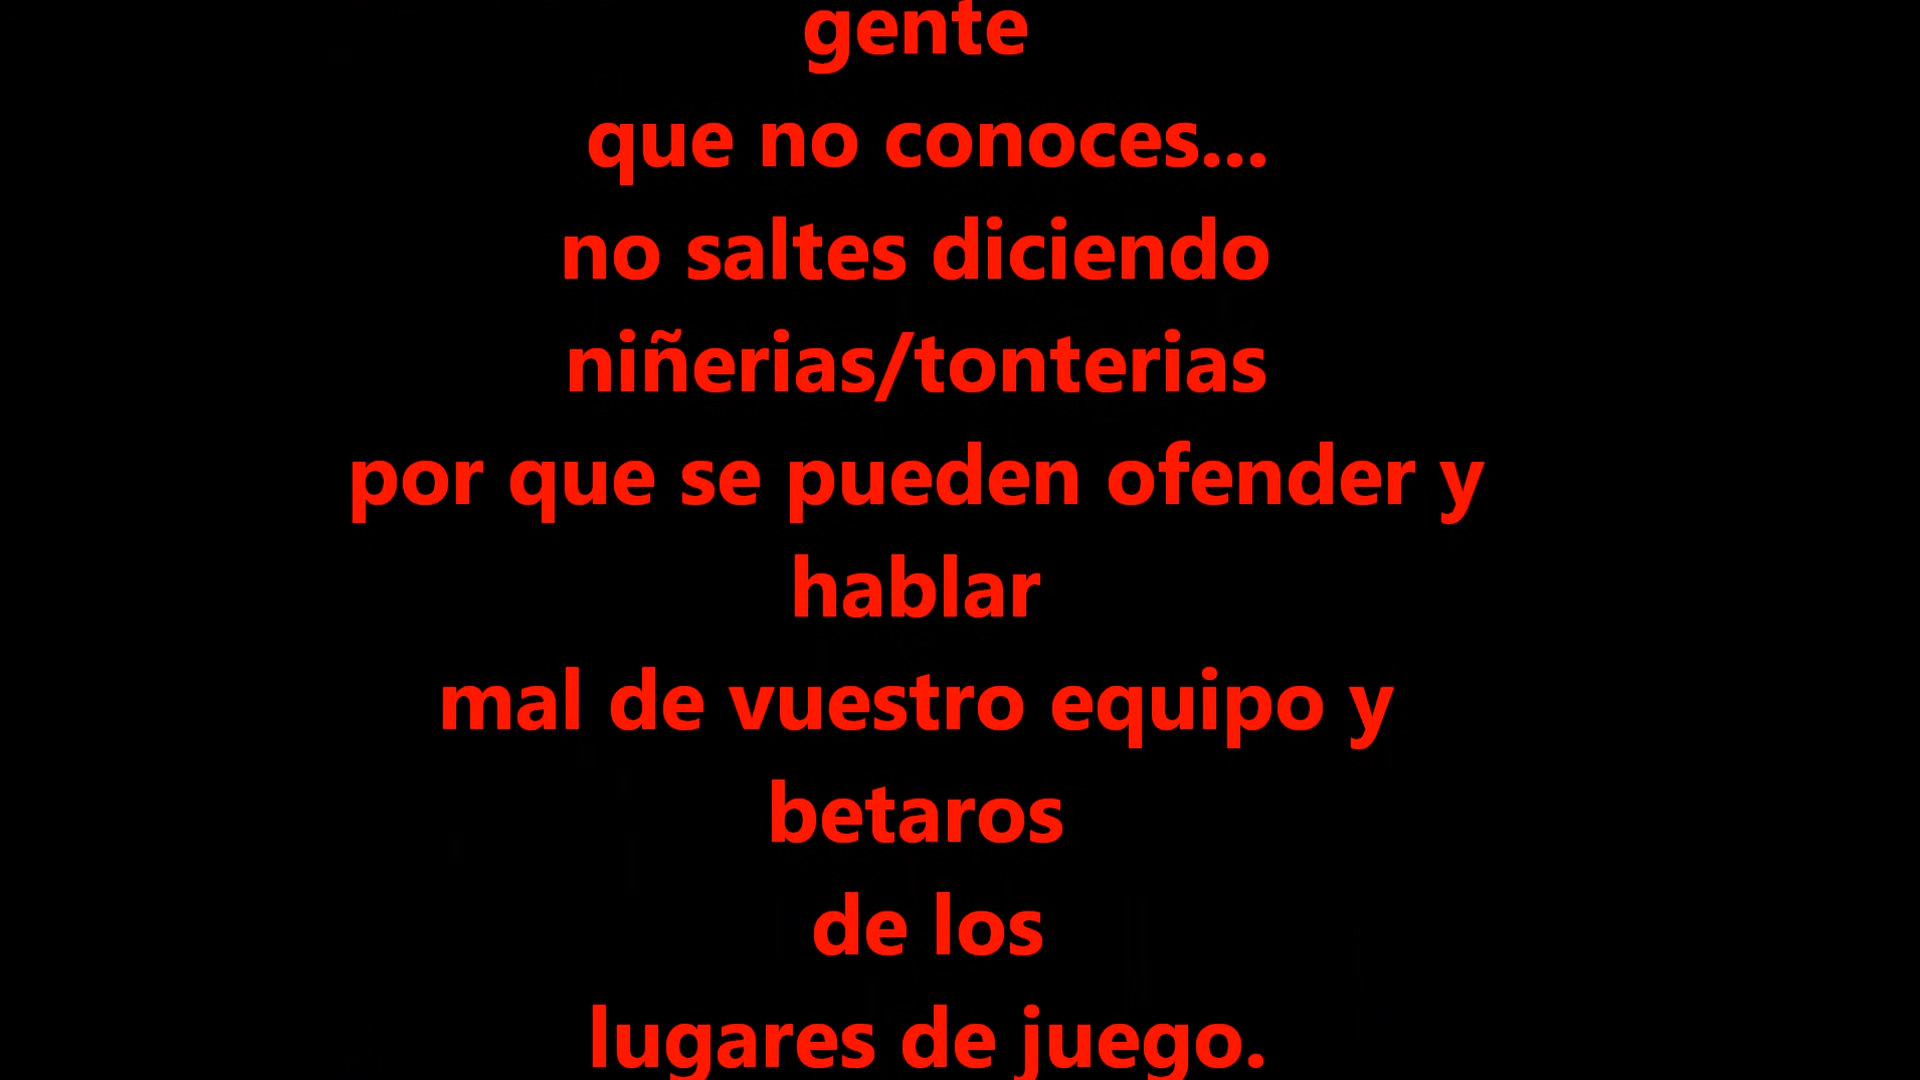 gente
que no conoces...
no saltes diciendo
niñerias/tonterias
por que se pueden ofender y
hablar
mal de vuestro equipo y
betaros
de los
lugares de juego.